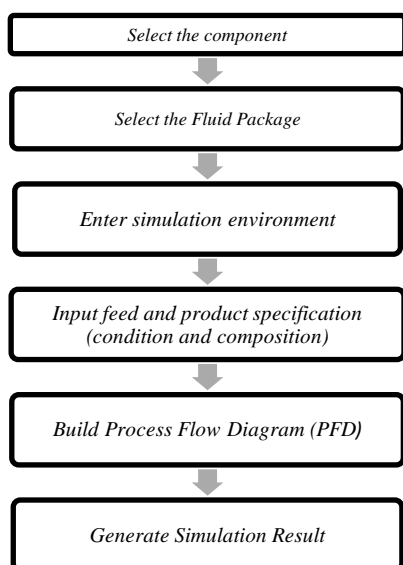 Select the component
Select the Fluid Package
Enter simulation environment
Input feed and product specification
(condition and composition)
Build Process Flow Diagram (PFD)
Generate Simulation Result